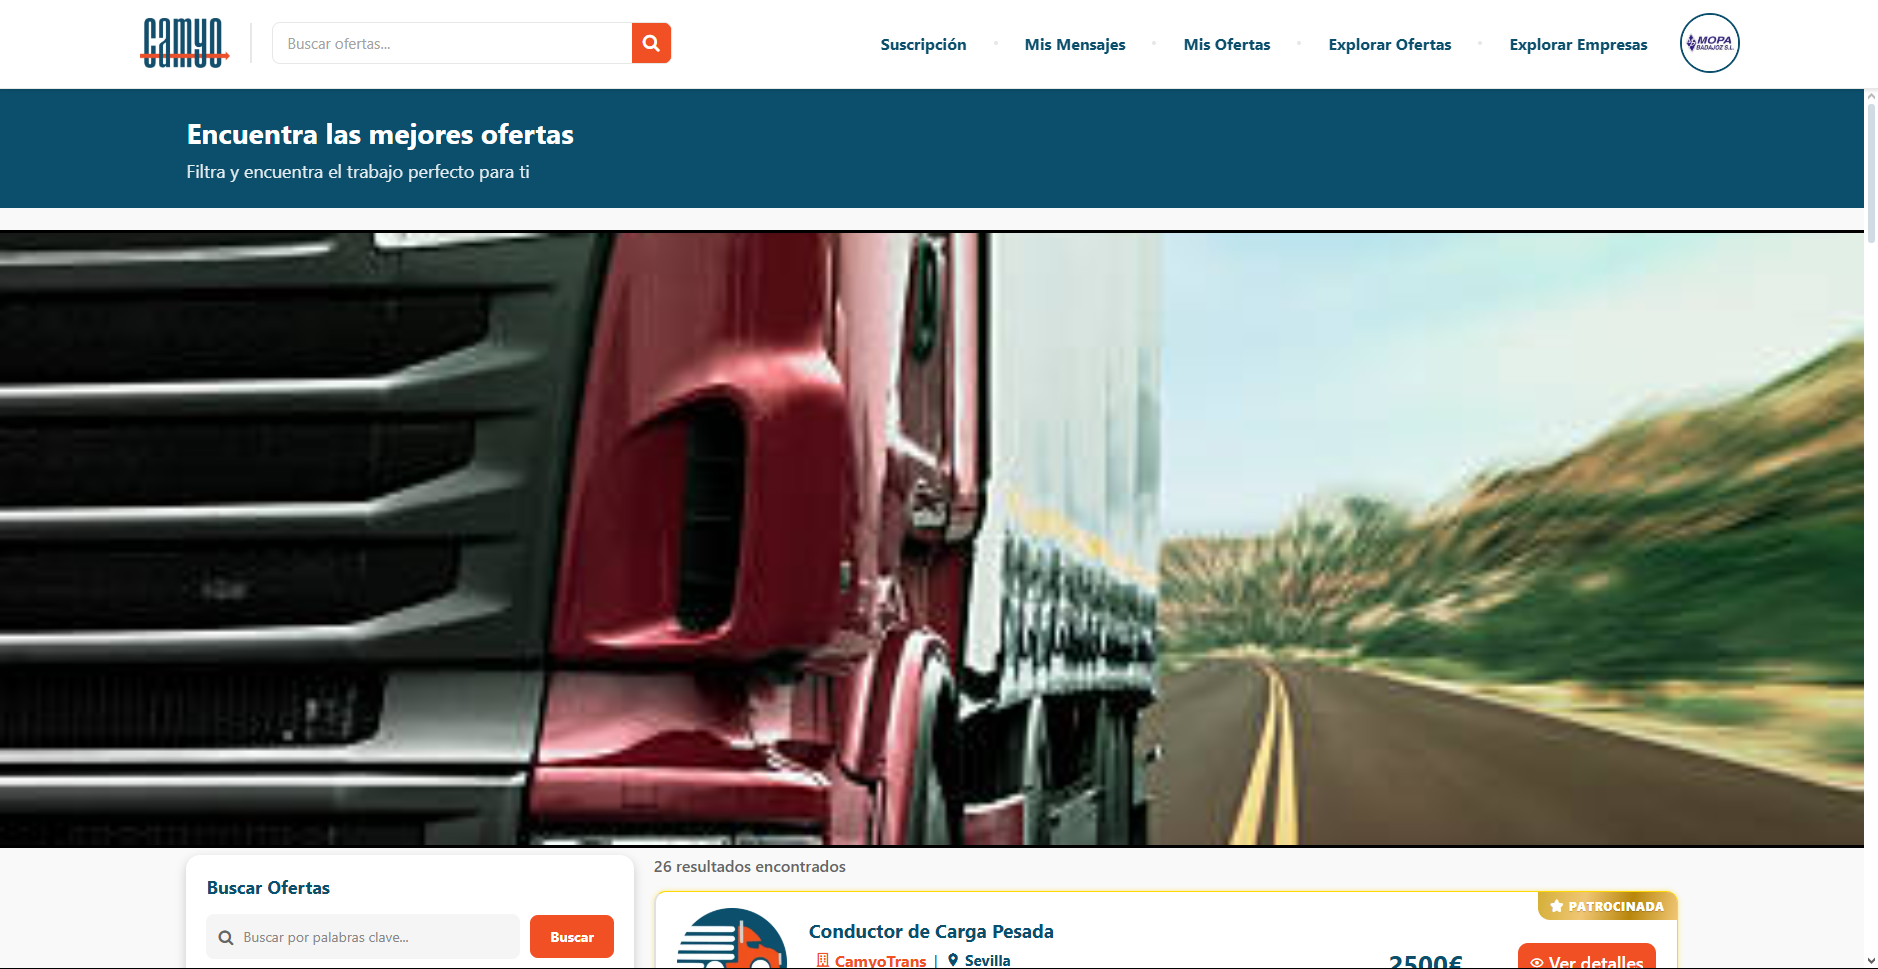 camyo
Buscar ofertas...
Suscripción
Mis Mensajes
Mis Ofertas
Explorar Ofertas
Explorar Empresas
MOPA
BADAJOZ S.L.
Encuentra las mejores ofertas
Filtra y encuentra el trabajo perfecto para ti
Buscar Ofertas
Buscar por palabras clave...
Buscar
26 resultados encontrados
PATROCINADA
Conductor de Carga Pesada
CamyoTrans | Sevilla
2500€
Ver detalles